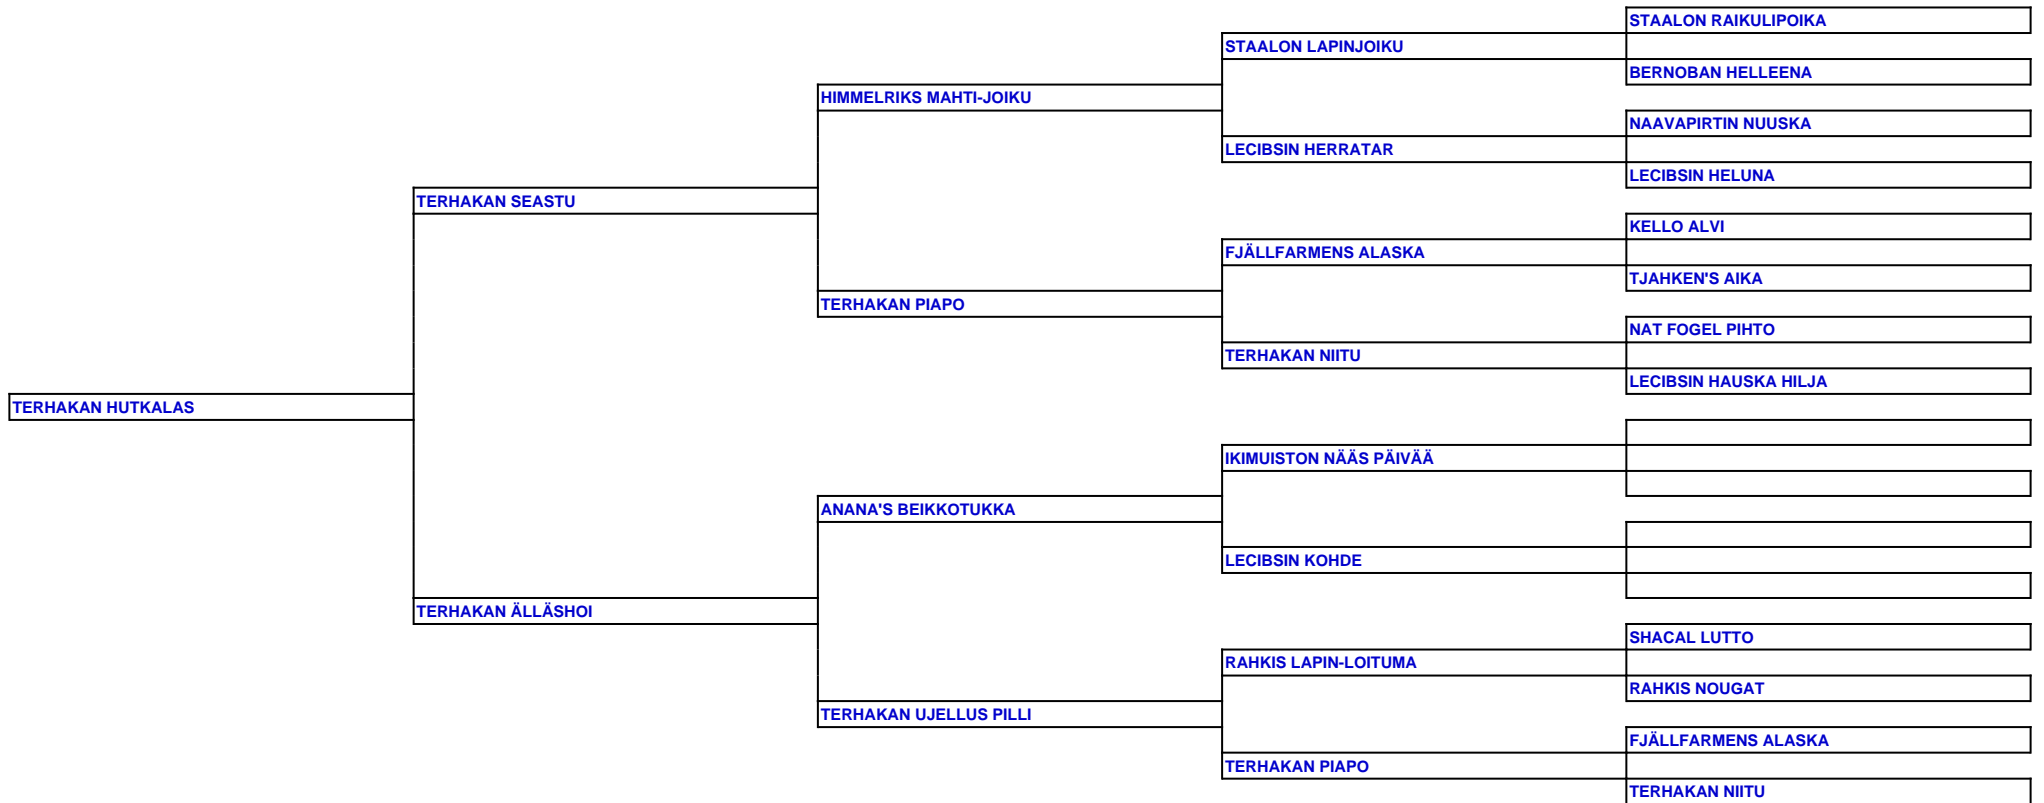 STAALON RAIKULIPOIKA
STAALON LAPINJOIKU
BERNOBAN HELLEENA
HIMMELRIKS MAHTI-JOIKU
NAAVAPIRTIN NUUSKA
LECIBSIN HERRATAR
LECIBSIN HELUNA
TERHAKAN SEASTU
KELLO ALVI
FJÄLLFARMENS ALASKA
TJAHKEN'S AIKA
TERHAKAN PIAPO
NAT FOGEL PIHTO
TERHAKAN NIITU
LECIBSIN HAUSKA HILJA
TERHAKAN HUTKALAS
IKIMUISTON NÄÄS PÄIVÄÄ
ANANA'S BEIKKOTUKKA
LECIBSIN KOHDE
TERHAKAN ÄLLÄSHOI
SHACAL LUTTO
RAHKIS LAPIN-LOITUMA
RAHKIS NOUGAT
TERHAKAN UJELLUS PILLI
FJÄLLFARMENS ALASKA
TERHAKAN PIAPO
TERHAKAN NIITU